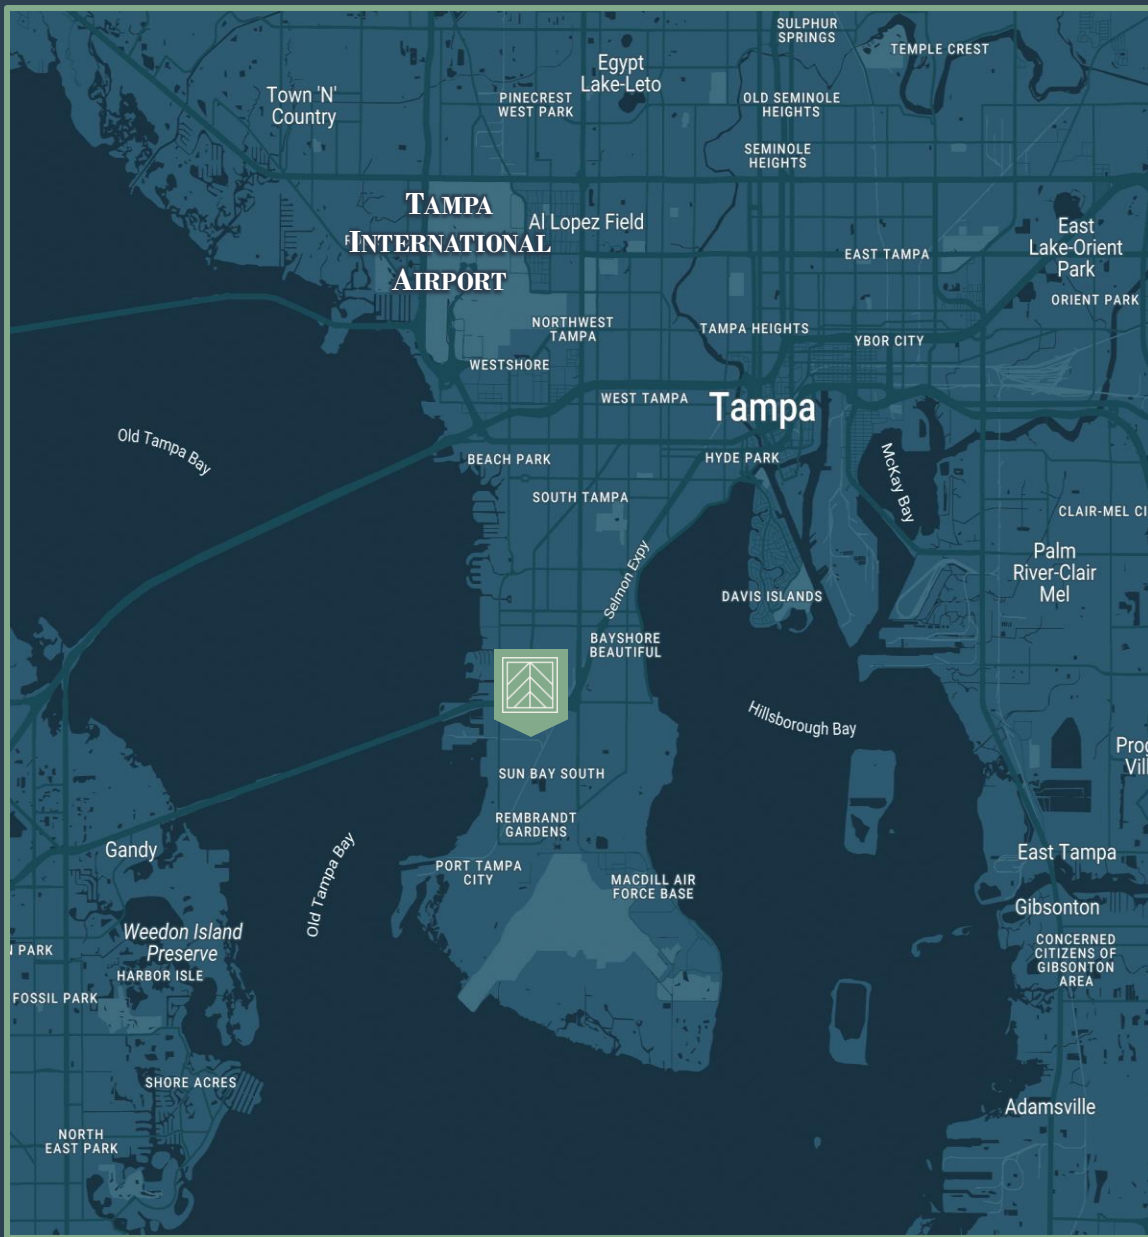 SULPHUR
SPRINGS
TEMPLE CREST
Egypt
Lake-Leto
Town 'N'
Country
PINECREST
WEST PARK
OLD SEMINOLE
HEIGHTS
SEMINOLE
HEIGHTS
TAMPA
INTERNATIONAL
AIRPORT
Al Lopez Field
East
Lake-Orient
Park
EAST TAMPA
ORIENT PARK
NORTHWEST
TAMPA
TAMPA HEIGHTS
YBOR CITY
WESTSHORE
WEST TAMPA
Tampa
Old Tampa Bay
BEACH PARK
HYDE PARK
McKay Bay
SOUTH TAMPA
CLAIR-MEL CI
Palm
River-Clair
Mel
Selmon Expy
DAVIS ISLANDS
BAYSHORE
BEAUTIFUL
Hillsborough Bay
SUN BAY SOUTH
REMBRANDT
GARDENS
Gandy
Old Tampa Bay
PORT TAMPA
CITY
MACDILL AIR
FORCE BASE
East Tampa
Gibsonton
Weedon Island
Preserve
PARK
HARBOR ISLE
CONCERNED
CITIZENS OF
GIBSONTON
AREA
FOSSIL PARK
SHORE ACRES
Adamsville
NORTH
EAST PARK